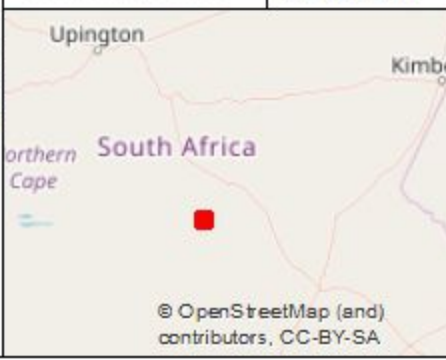 Upington
Kimbe
orthern
Cape
South Africa
© OpenStreetMap (and)
contributors, CC-BY-SA